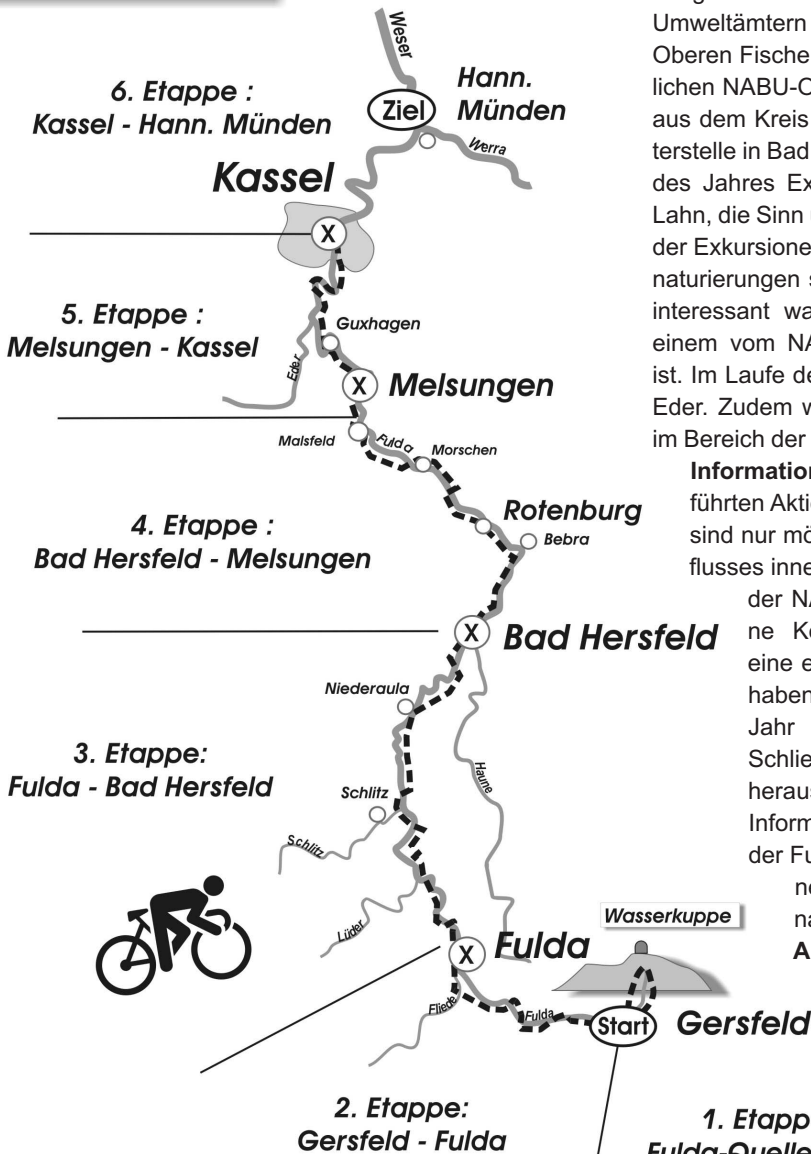 Weser
6. Etappe :
Kassel - Hann. Münden
Ziel
Hann.
Münden
Werra
Kassel
X
5. Etappe :
Melsungen - Kassel
Guxhagen
Eder
X
Melsungen
Malsfeld
Fulda
Morschen
4. Etappe :
Bad Hersfeld - Melsungen
Rotenburg
Bebra
X
Bad Hersfeld
Niederaula
3. Etappe:
Fulda - Bad Hersfeld
Haune
Schlitz
Schlitz
Lüder
Wasserkuppe
X
Fulda
Fliede
Fulda
Start
Gersfeld
2. Etappe:
Gersfeld - Fulda
1. Etapp
Fulda-Quelle
Umweltämtern
Oberen Fische
lichen NABU-O
aus dem Kreis
terstelle in Bad
des Jahres Ex
Lahn, die Sinn
der Exkursione
naturierungen s
interessant wa
einem vom NA
ist. Im Laufe de
Eder. Zudem w
im Bereich der
Information
führten Aktio
sind nur mö
flusses inne
der NA
ne Ko
eine e
haben
Jahr
Schlie
heraus
Inform
der Fu
ne
na
A